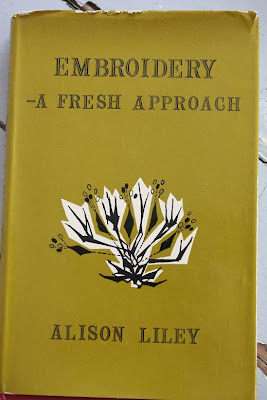 EMBROIDERY
-A FRESH APPROACH
ALISON LILEY